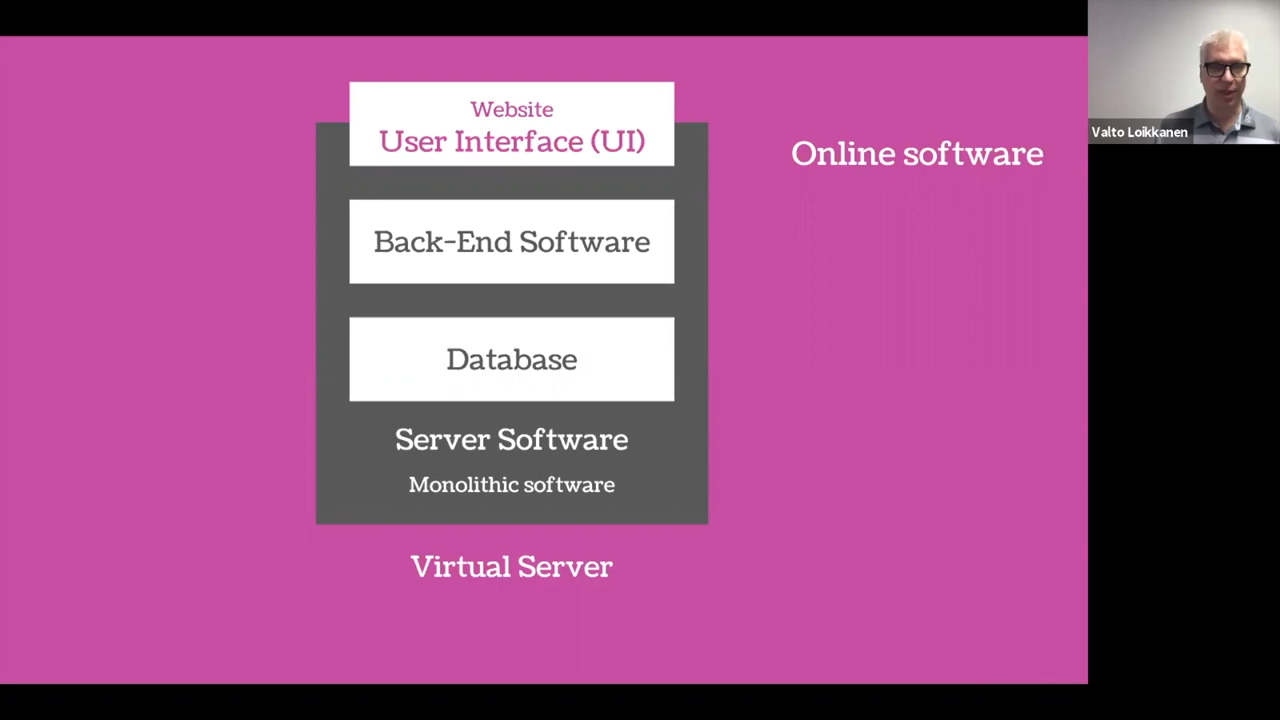 Website
User Interface (UI)
Online software
Back-End Software
Database
Server Software
Monolithic software
Virtual Server
Valto Loikkanen